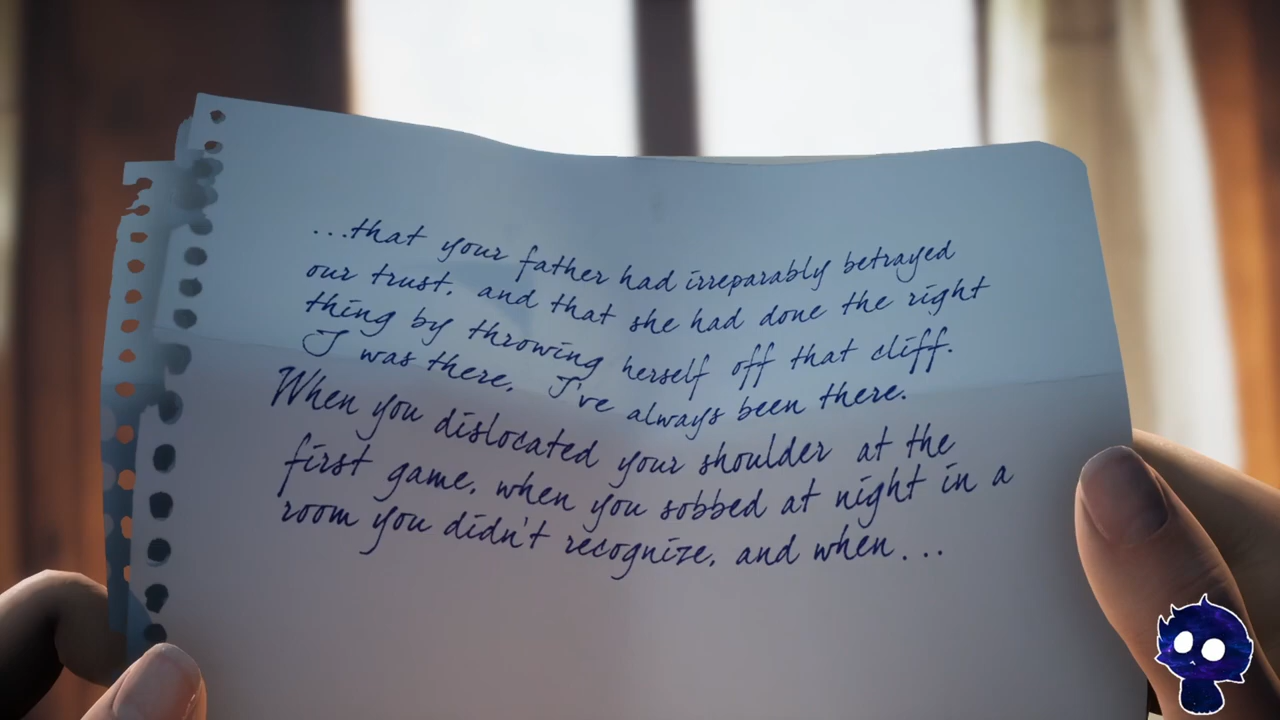 ...that your father had irreparably betrayed
our trust, and that she had done the right
thing by throwing herself off that cliff.
I was there. I've always been there.
When you dislocated your shoulder at the
first game, when you sobbed at night in a
room you didn't recognize, and when...